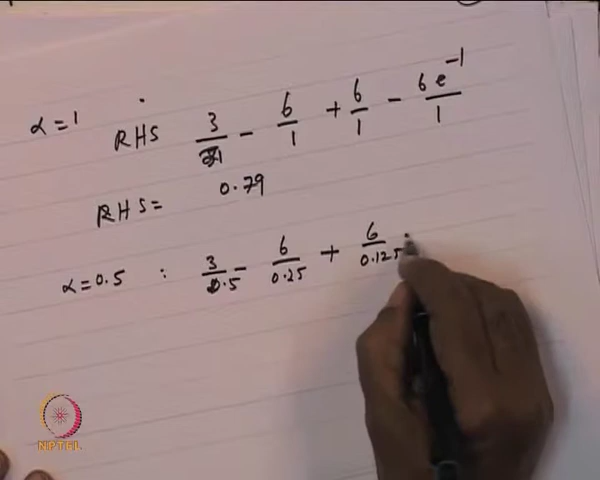 α = 1 RHS 3/1 - 6/1 + 6/1 - 6e^-1/1
RHS = 0.79
α = 0.5 : 3/0.5 - 6/0.25 + 6/0.125
NPTEL